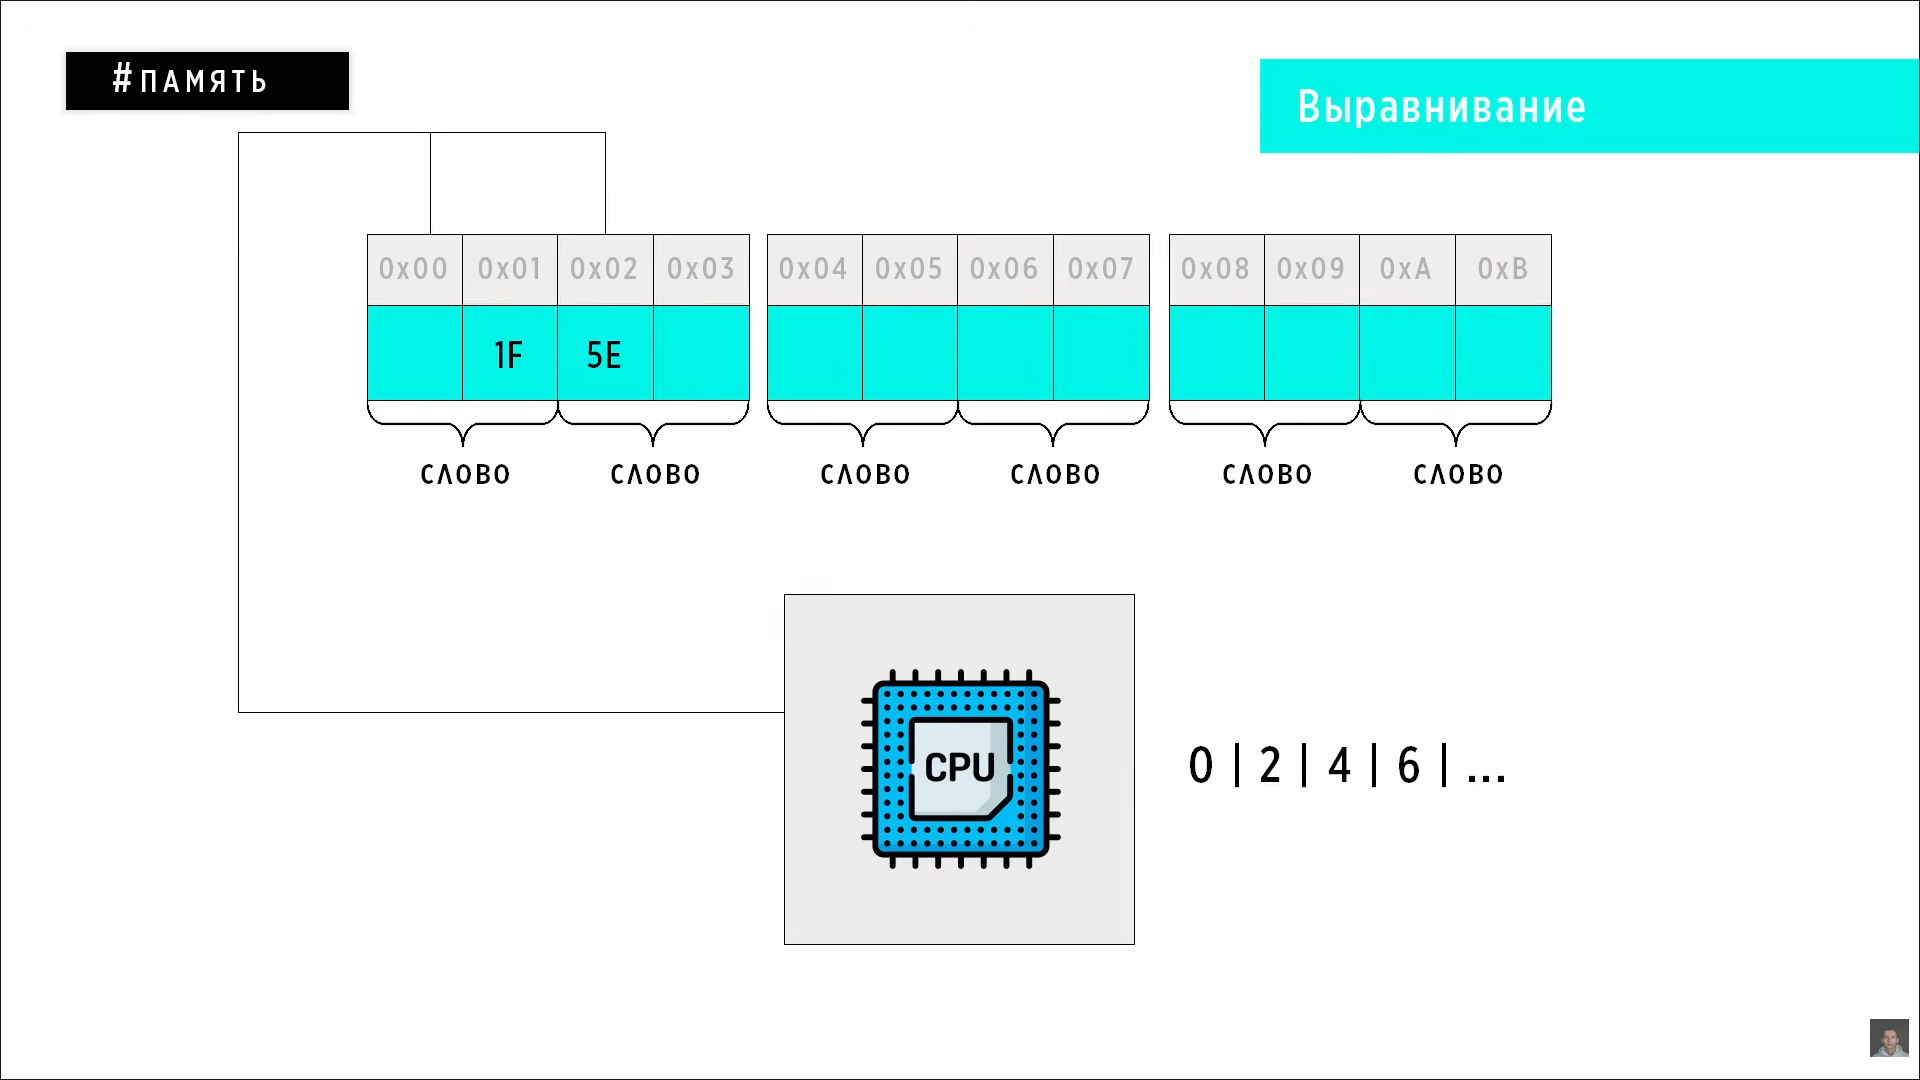 #ПАМЯТЬ
Выравнивание
0x00 0x01 0x02 0x03 0x04 0x05 0x06 0x07 0x08 0x09 0xA 0xB
1F 5E
СЛОВО СЛОВО СЛОВО СЛОВО СЛОВО СЛОВО
CPU
0 | 2 | 4 | 6 | ...